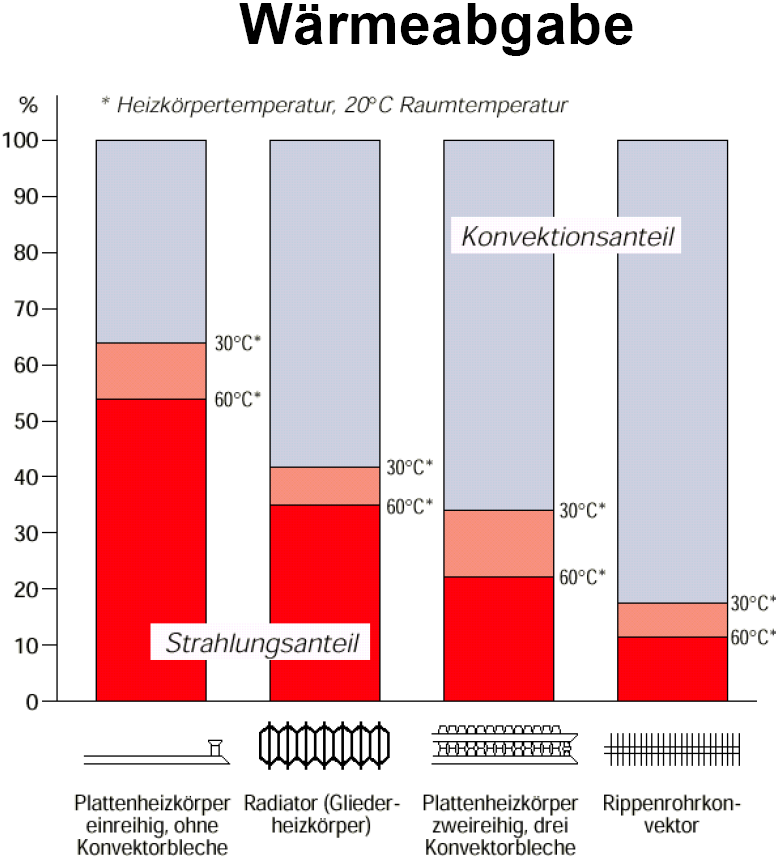 Wärmeabgabe
%
* Heizkörpertemperatur, 20°C Raumtemperatur
100
90
80
70
60
50
40
30
20
10
0
Konvektionsanteil
Strahlungsanteil
30°C*
60°C*
30°C*
60°C*
30°C*
60°C*
30°C*
60°C*
Plattenheizkörper
einreihig, ohne
Konvektorbleche
Radiator (Glieder-
heizkörper)
Plattenheizkörper
zweireihig, drei
Konvektorbleche
Rippenrohrkon-
vektor